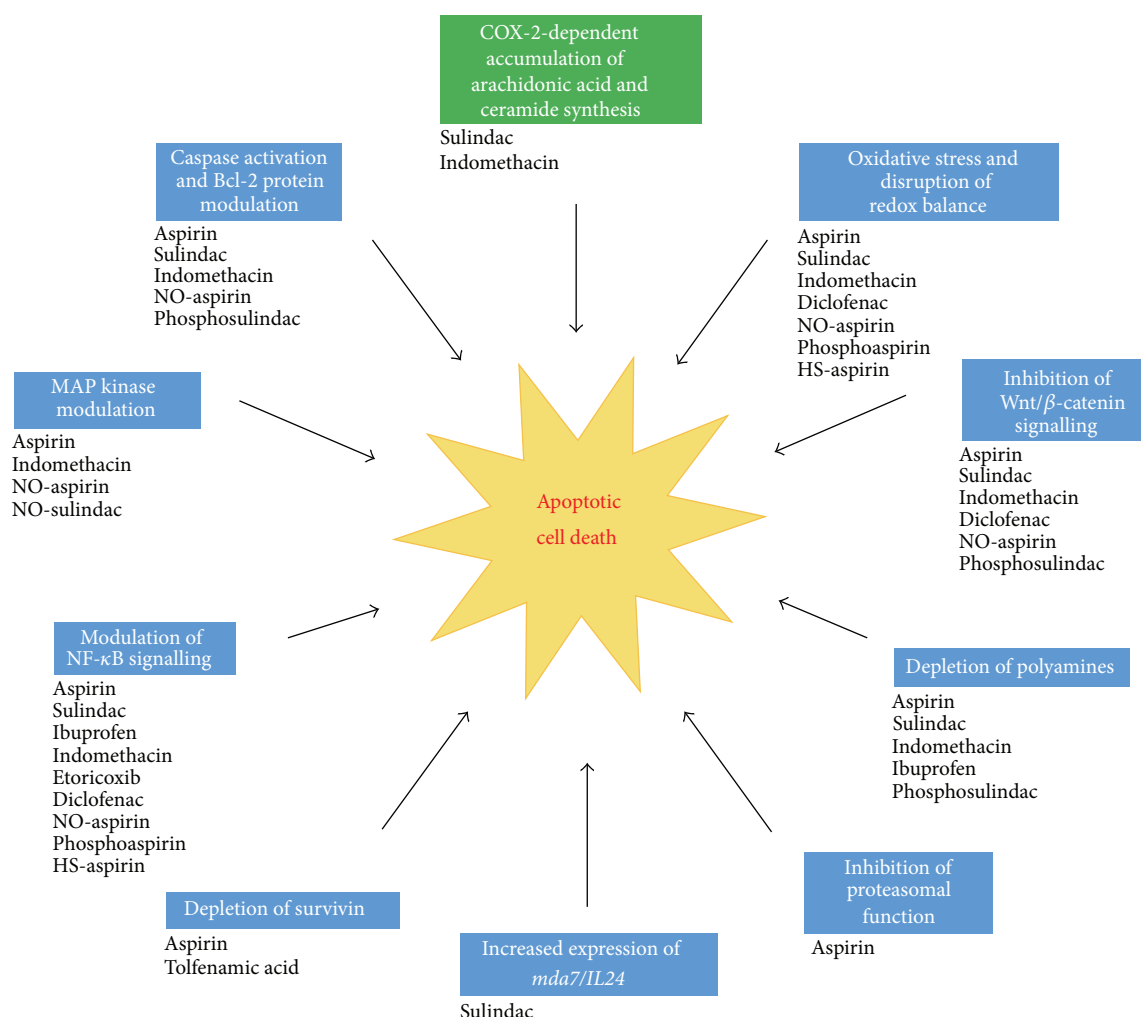 COX-2-dependent
accumulation of
arachidonic acid and
ceramide synthesis
Sulindac
Indomethacin
Caspase activation
and Bcl-2 protein
modulation
Aspirin
Sulindac
Indomethacin
NO-aspirin
Phosphosulindac
Oxidative stress and
disruption of
redox balance
Aspirin
Sulindac
Indomethacin
Diclofenac
NO-aspirin
Phosphoaspirin
HS-aspirin
MAP kinase
modulation
Aspirin
Indomethacin
NO-aspirin
NO-sulindac
Inhibition of
Wnt/β-catenin
signalling
Aspirin
Sulindac
Indomethacin
Diclofenac
NO-aspirin
Phosphosulindac
Apoptotic
cell death
Modulation of
NF-κB signalling
Aspirin
Sulindac
Ibuprofen
Indomethacin
Etoricoxib
Diclofenac
NO-aspirin
Phosphoaspirin
HS-aspirin
Depletion of polyamines
Aspirin
Sulindac
Indomethacin
Ibuprofen
Phosphosulindac
Depletion of survivin
Aspirin
Tolfenamic acid
Increased expression of
mda7/IL24
Sulindac
Inhibition of
proteasomal
function
Aspirin